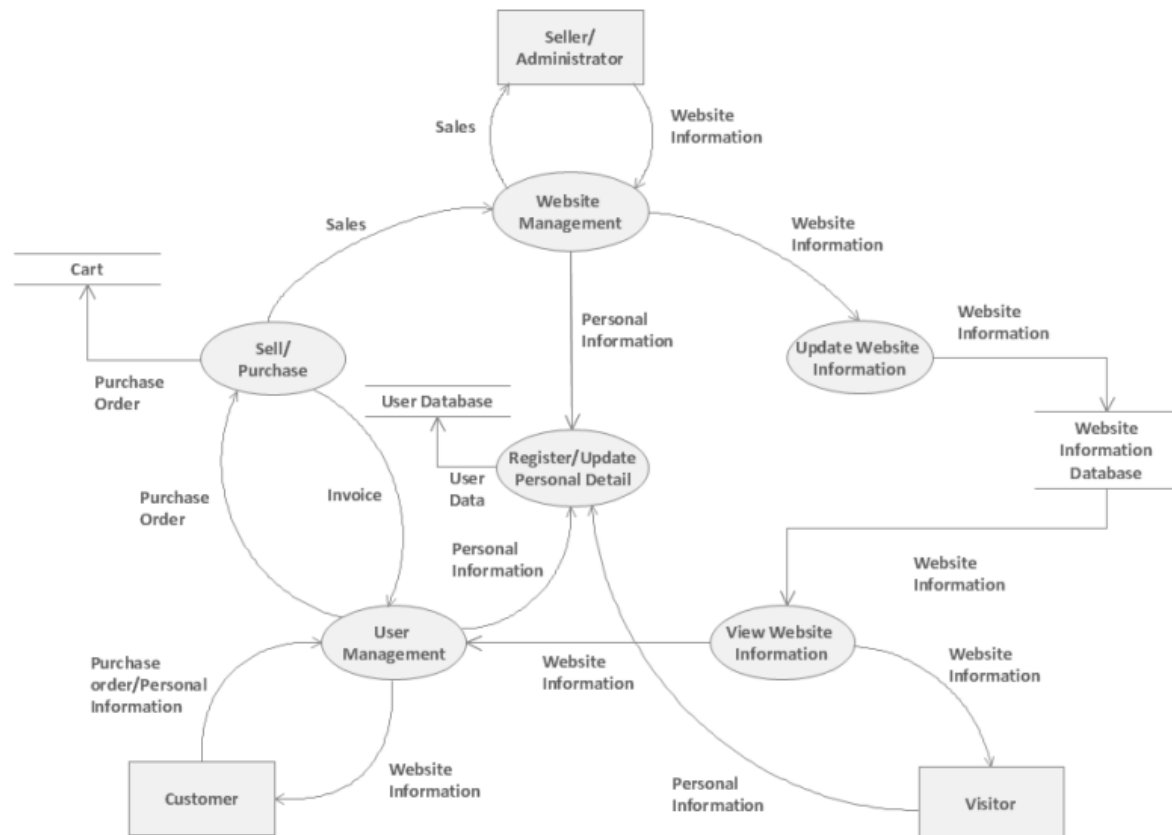 Seller/
Administrator
Sales
Website
Information
Website
Management
Sales
Website
Information
Cart
Personal
Information
Website
Information
Sell/
Purchase
Update Website
Information
Purchase
Order
User Database
Website
Information
Database
Register/Update
Personal Detail
User
Data
Purchase
Order
Invoice
Personal
Information
Website
Information
User
Management
View Website
Information
Website
Information
Website
Information
Purchase
order/Personal
Information
Website
Information
Personal
Information
Customer
Visitor